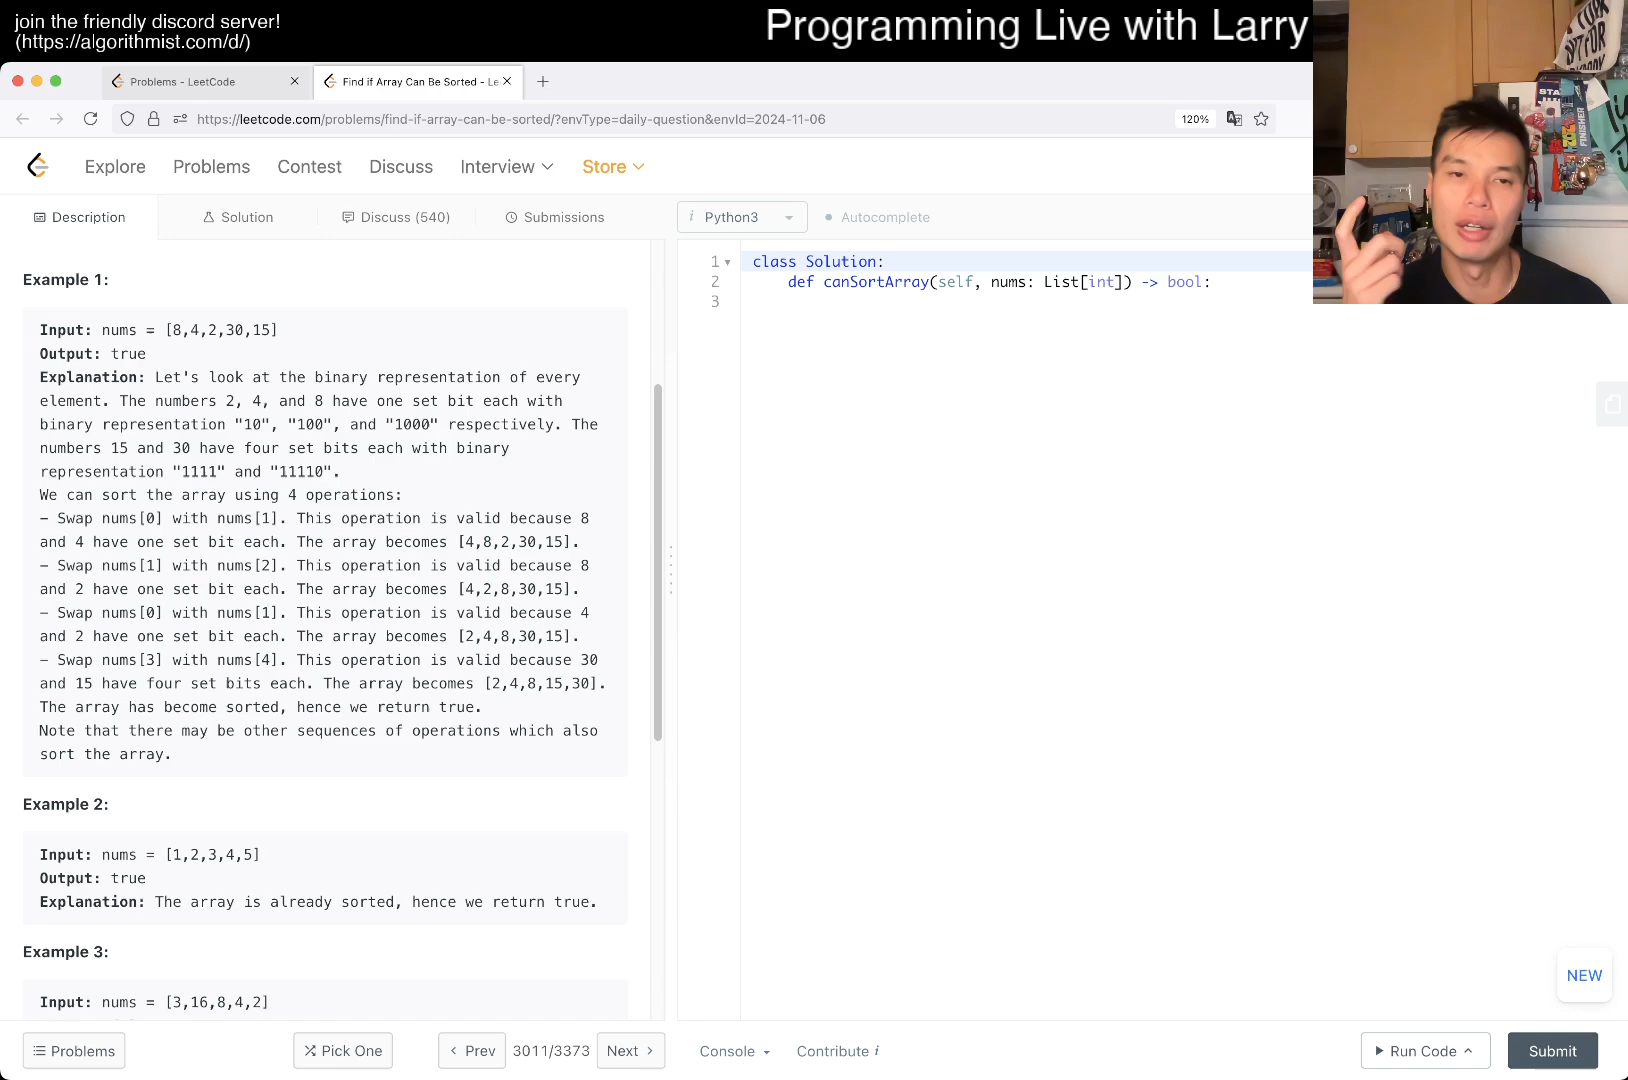 join the friendly discord server!
(https://algorithmist.com/d/)
Programming Live with Larry
Problems - LeetCode
Find if Array Can Be Sorted - Le
https://leetcode.com/problems/find-if-array-can-be-sorted/?envType=daily-question&envId=2024-11-06
120%
Explore Problems Contest Discuss Interview Store
Description Solution Discuss (540) Submissions
i Python3 Autocomplete
Example 1:
Input: nums = [8,4,2,30,15]
Output: true
Explanation: Let's look at the binary representation of every
element. The numbers 2, 4, and 8 have one set bit each with
binary representation "10", "100", and "1000" respectively. The
numbers 15 and 30 have four set bits each with binary
representation "1111" and "11110".
We can sort the array using 4 operations:
- Swap nums[0] with nums[1]. This operation is valid because 8
and 4 have one set bit each. The array becomes [4,8,2,30,15].
- Swap nums[1] with nums[2]. This operation is valid because 8
and 2 have one set bit each. The array becomes [4,2,8,30,15].
- Swap nums[0] with nums[1]. This operation is valid because 4
and 2 have one set bit each. The array becomes [2,4,8,30,15].
- Swap nums[3] with nums[4]. This operation is valid because 30
and 15 have four set bits each. The array becomes [2,4,8,15,30].
The array has become sorted, hence we return true.
Note that there may be other sequences of operations which also
sort the array.
Example 2:
Input: nums = [1,2,3,4,5]
Output: true
Explanation: The array is already sorted, hence we return true.
Example 3:
Input: nums = [3,16,8,4,2]
1 class Solution:
2 def canSortArray(self, nums: List[int]) -> bool:
3
FINISHER
NEW
Problems Pick One Prev 3011/3373 Next Console Contribute i Run Code Submit